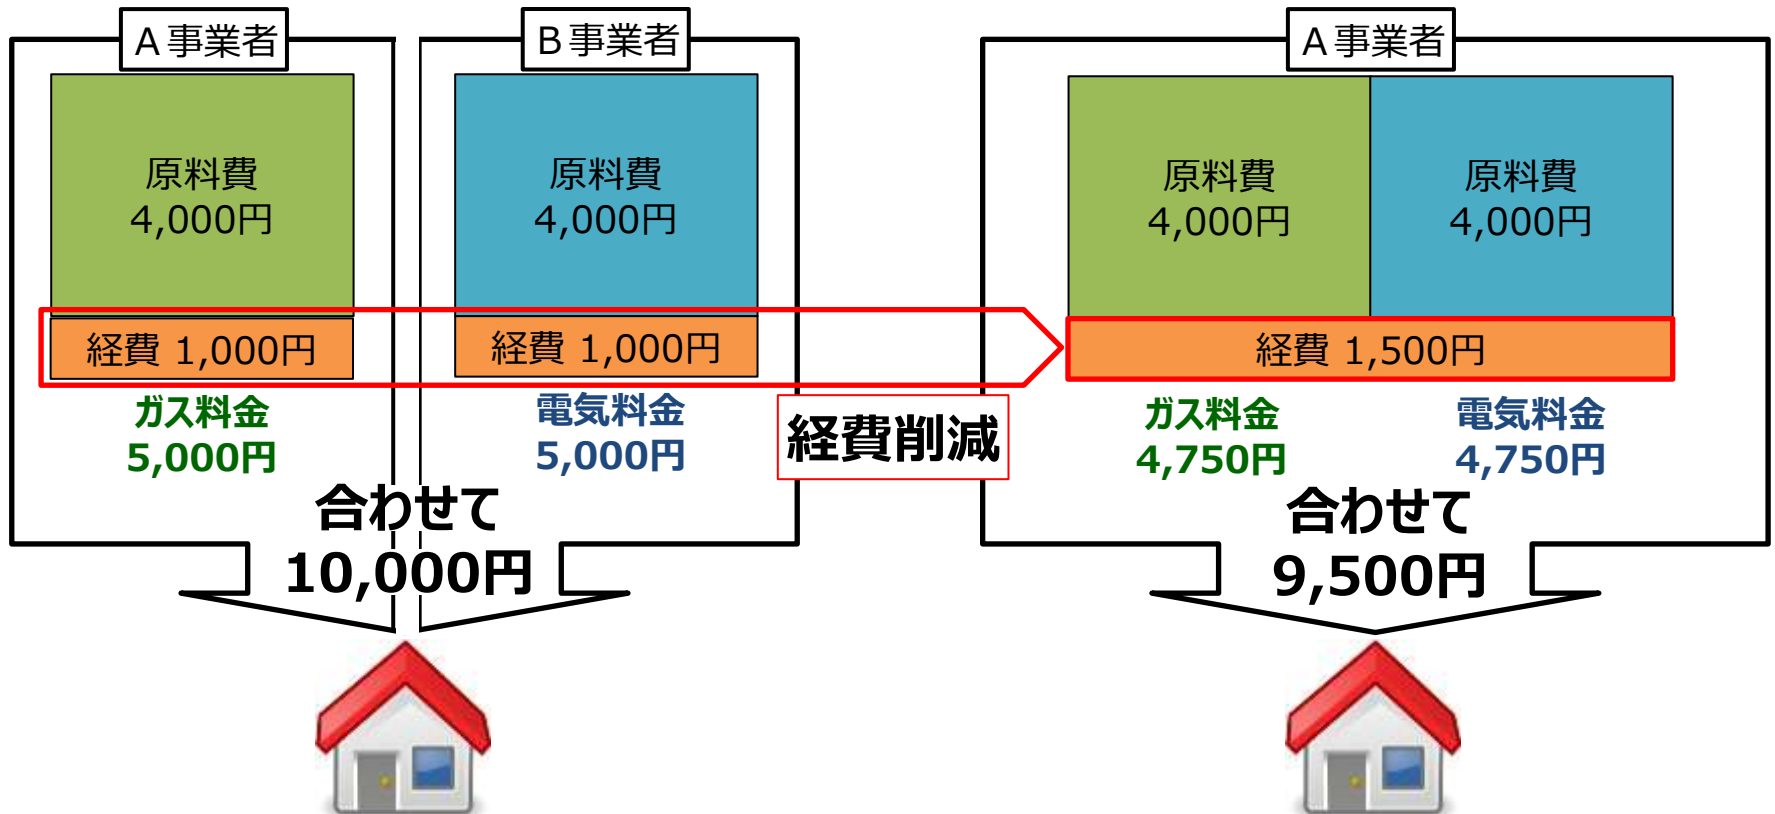 A事業者
原料費
4,000円
経費 1,000円
ガス料金
5,000円
B事業者
原料費
4,000円
経費 1,000円
電気料金
5,000円
合わせて
10,000円
経費削減
A事業者
原料費
4,000円
原料費
4,000円
経費 1,500円
ガス料金
4,750円
電気料金
4,750円
合わせて
9,500円